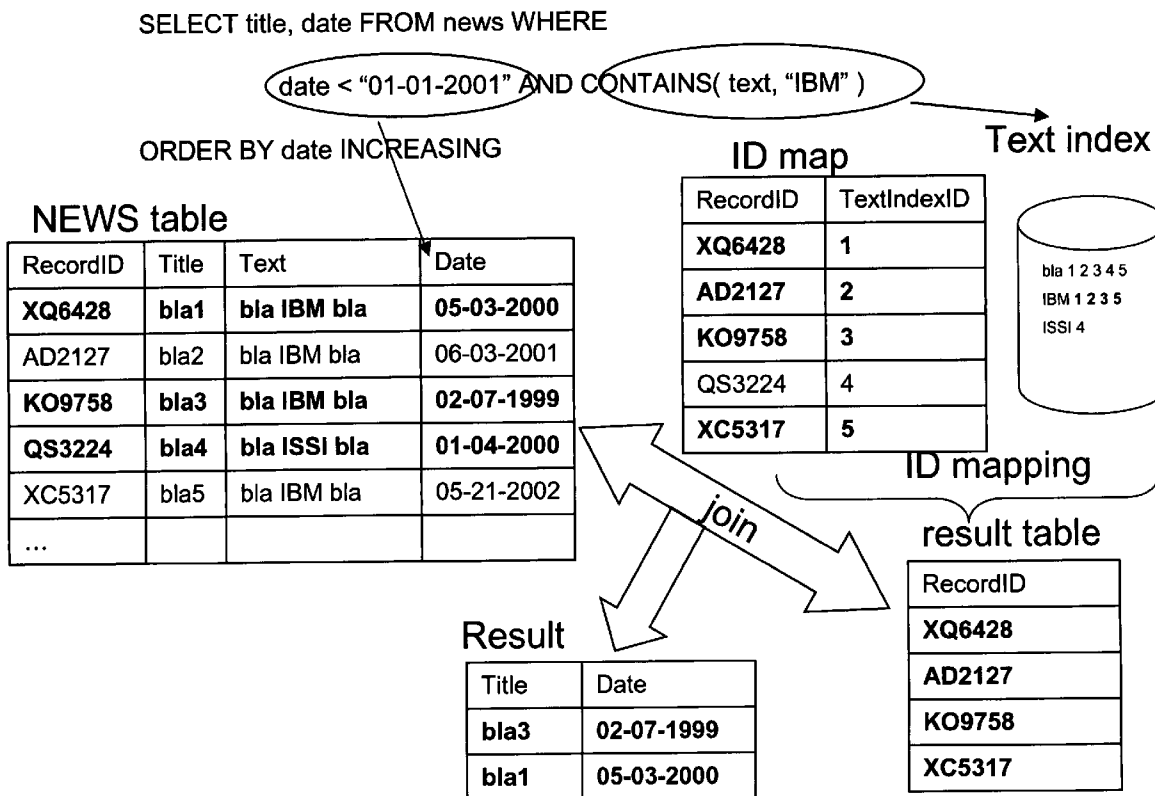 SELECT title, date FROM news WHERE
date < “01-01-2001” AND CONTAINS( text, “IBM” )
ORDER BY date INCREASING
Text index
ID map
RecordID TextIndexID
XQ6428 1
AD2127 2
KO9758 3
QS3224 4
XC5317 5
bla 1 2 3 4 5
IBM 1 2 3 5
ISSI 4
NEWS table
RecordID Title Text Date
XQ6428 bla1 bla IBM bla 05-03-2000
AD2127 bla2 bla IBM bla 06-03-2001
KO9758 bla3 bla IBM bla 02-07-1999
QS3224 bla4 bla ISSI bla 01-04-2000
XC5317 bla5 bla IBM bla 05-21-2002
...
ID mapping
join
result table
RecordID
XQ6428
AD2127
KO9758
XC5317
Result
Title Date
bla3 02-07-1999
bla1 05-03-2000